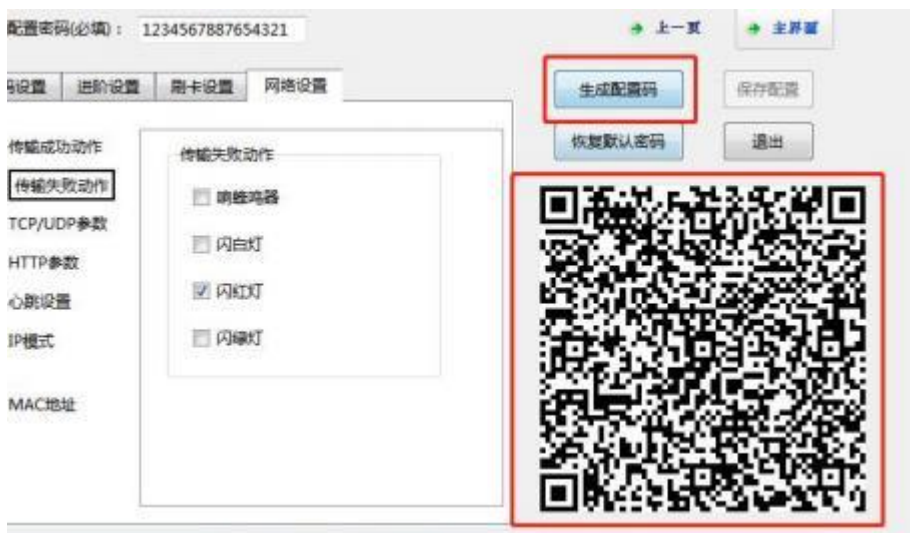 配置密码(必填)： 1234567887654321
上一页 主界面
码设置 进阶设置 刷卡设置 网络设置
生成配置码 保存配置
恢复默认密码 退出
传输成功动作
传输失败动作
TCP/UDP参数
HTTP参数
心跳设置
IP模式
MAC地址
传输失败动作
响蜂鸣器
闪白灯
闪红灯
闪绿灯